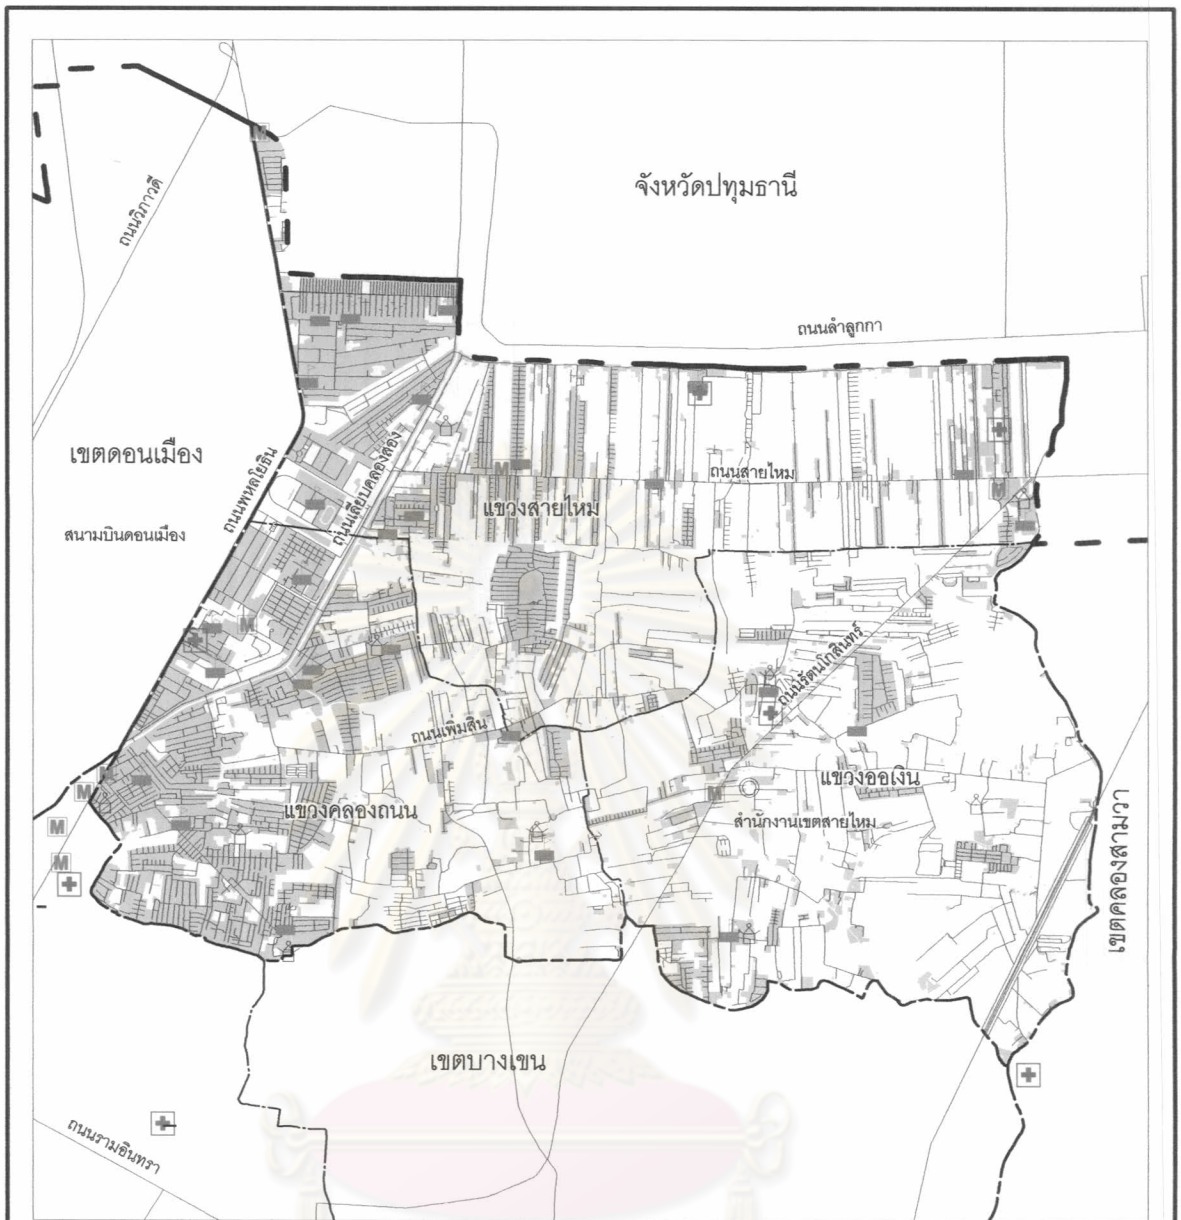 จังหวัดปทุมธานี
ถนนวิภาวดี
ถนนลำลูกกา
เขตดอนเมือง
ถนนพหลโยธิน
ถนนเลียบคลองสอง
ถนนสายไหม
แขวงสายไหม
สนามบินดอนเมือง
ถนนรัตนโกสินทร์
ถนนเพิ่มสิน
แขวงออเงิน
แขวงคลองถนน
สำนักงานเขตสายไหม
เขตคลองสามวา
เขตบางเขน
ถนนรามอินทรา
M
M
M
M
M
M
M
M
M